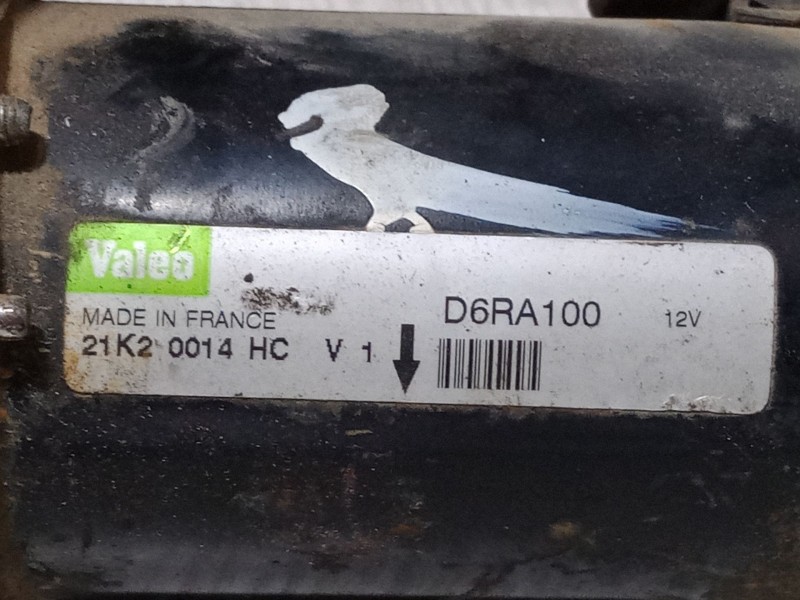 Valeo
D6RA100 12V
MADE IN FRANCE
21K2 0014 HC V 1